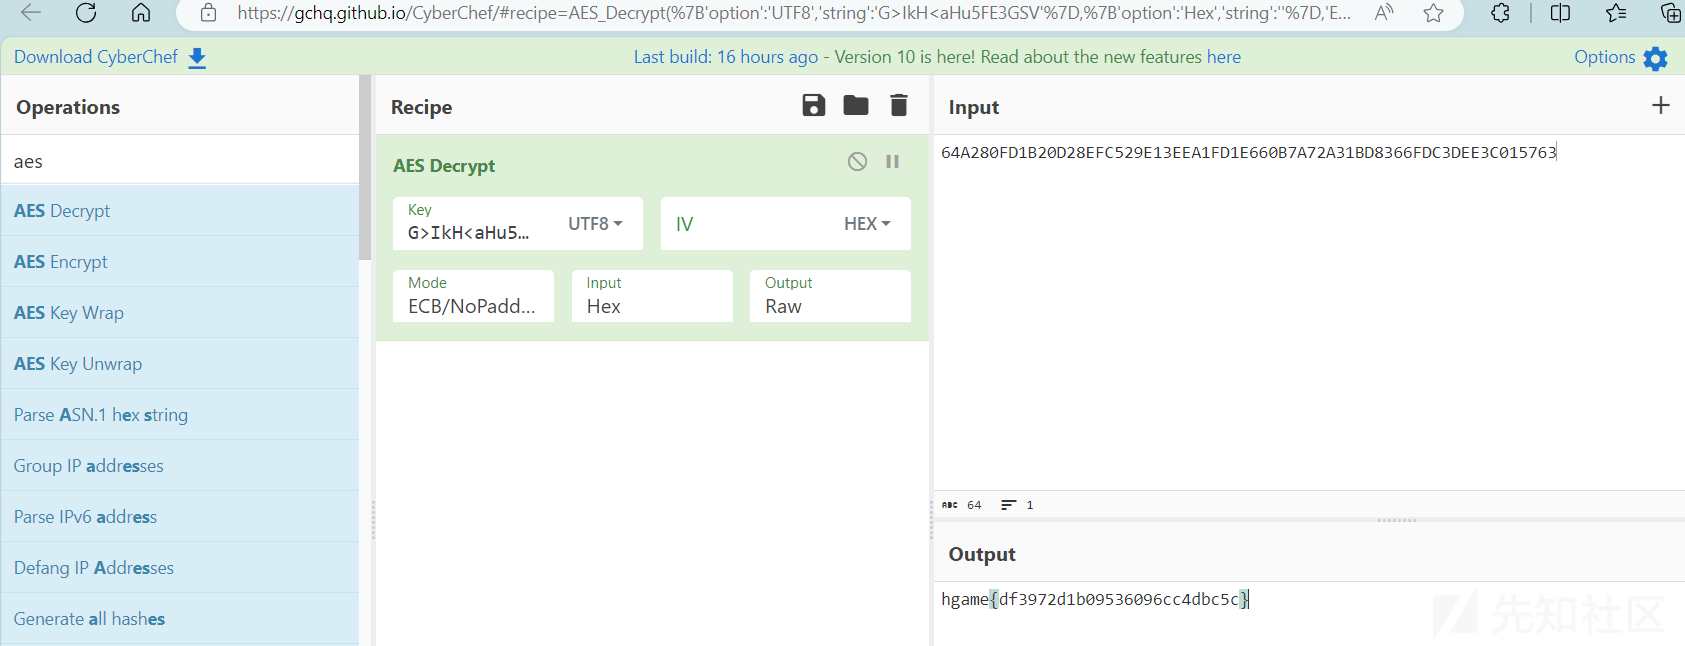 https://gchq.github.io/CyberChef/#recipe=AES_Decrypt(%7B'option':'UTF8','string':'G>IkH<aHu5FE3GSV'%7D,%7B'option':'Hex','string':''%7D,'E...
Download CyberChef
Last build: 16 hours ago - Version 10 is here! Read about the new features here
Options
Operations
aes
AES Decrypt
AES Encrypt
AES Key Wrap
AES Key Unwrap
Parse ASN.1 hex string
Group IP addresses
Parse IPv6 address
Defang IP Addresses
Generate all hashes
Recipe
AES Decrypt
Key
G>IkH<aHu5...
UTF8
IV
HEX
Mode
ECB/NoPadd...
Input
Hex
Output
Raw
Input
64A280FD1B20D28EFC529E13EEA1FD1E660B7A72A31BD8366FDC3DEE3C015763
ABC 64
1
Output
hgame{df3972d1b09536096cc4dbc5c}
先知社区